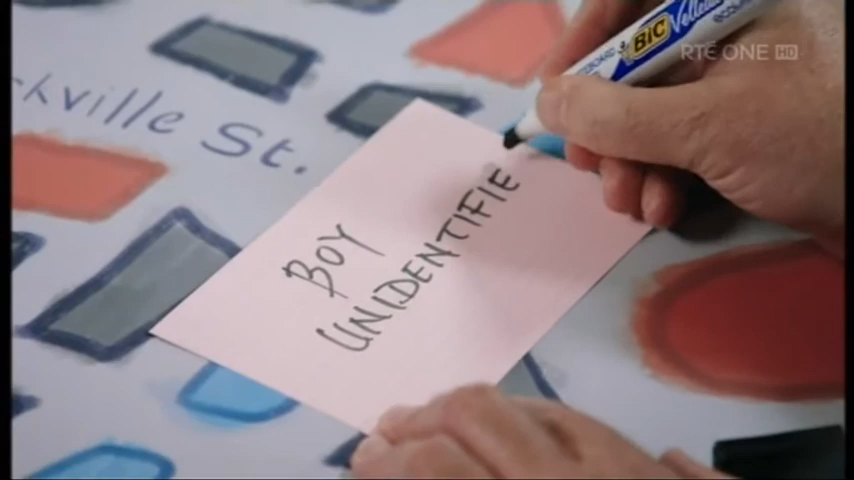 BIC Velleda
RTÉ ONE HD
ckville St.
BOY
UNIDENTIFIE